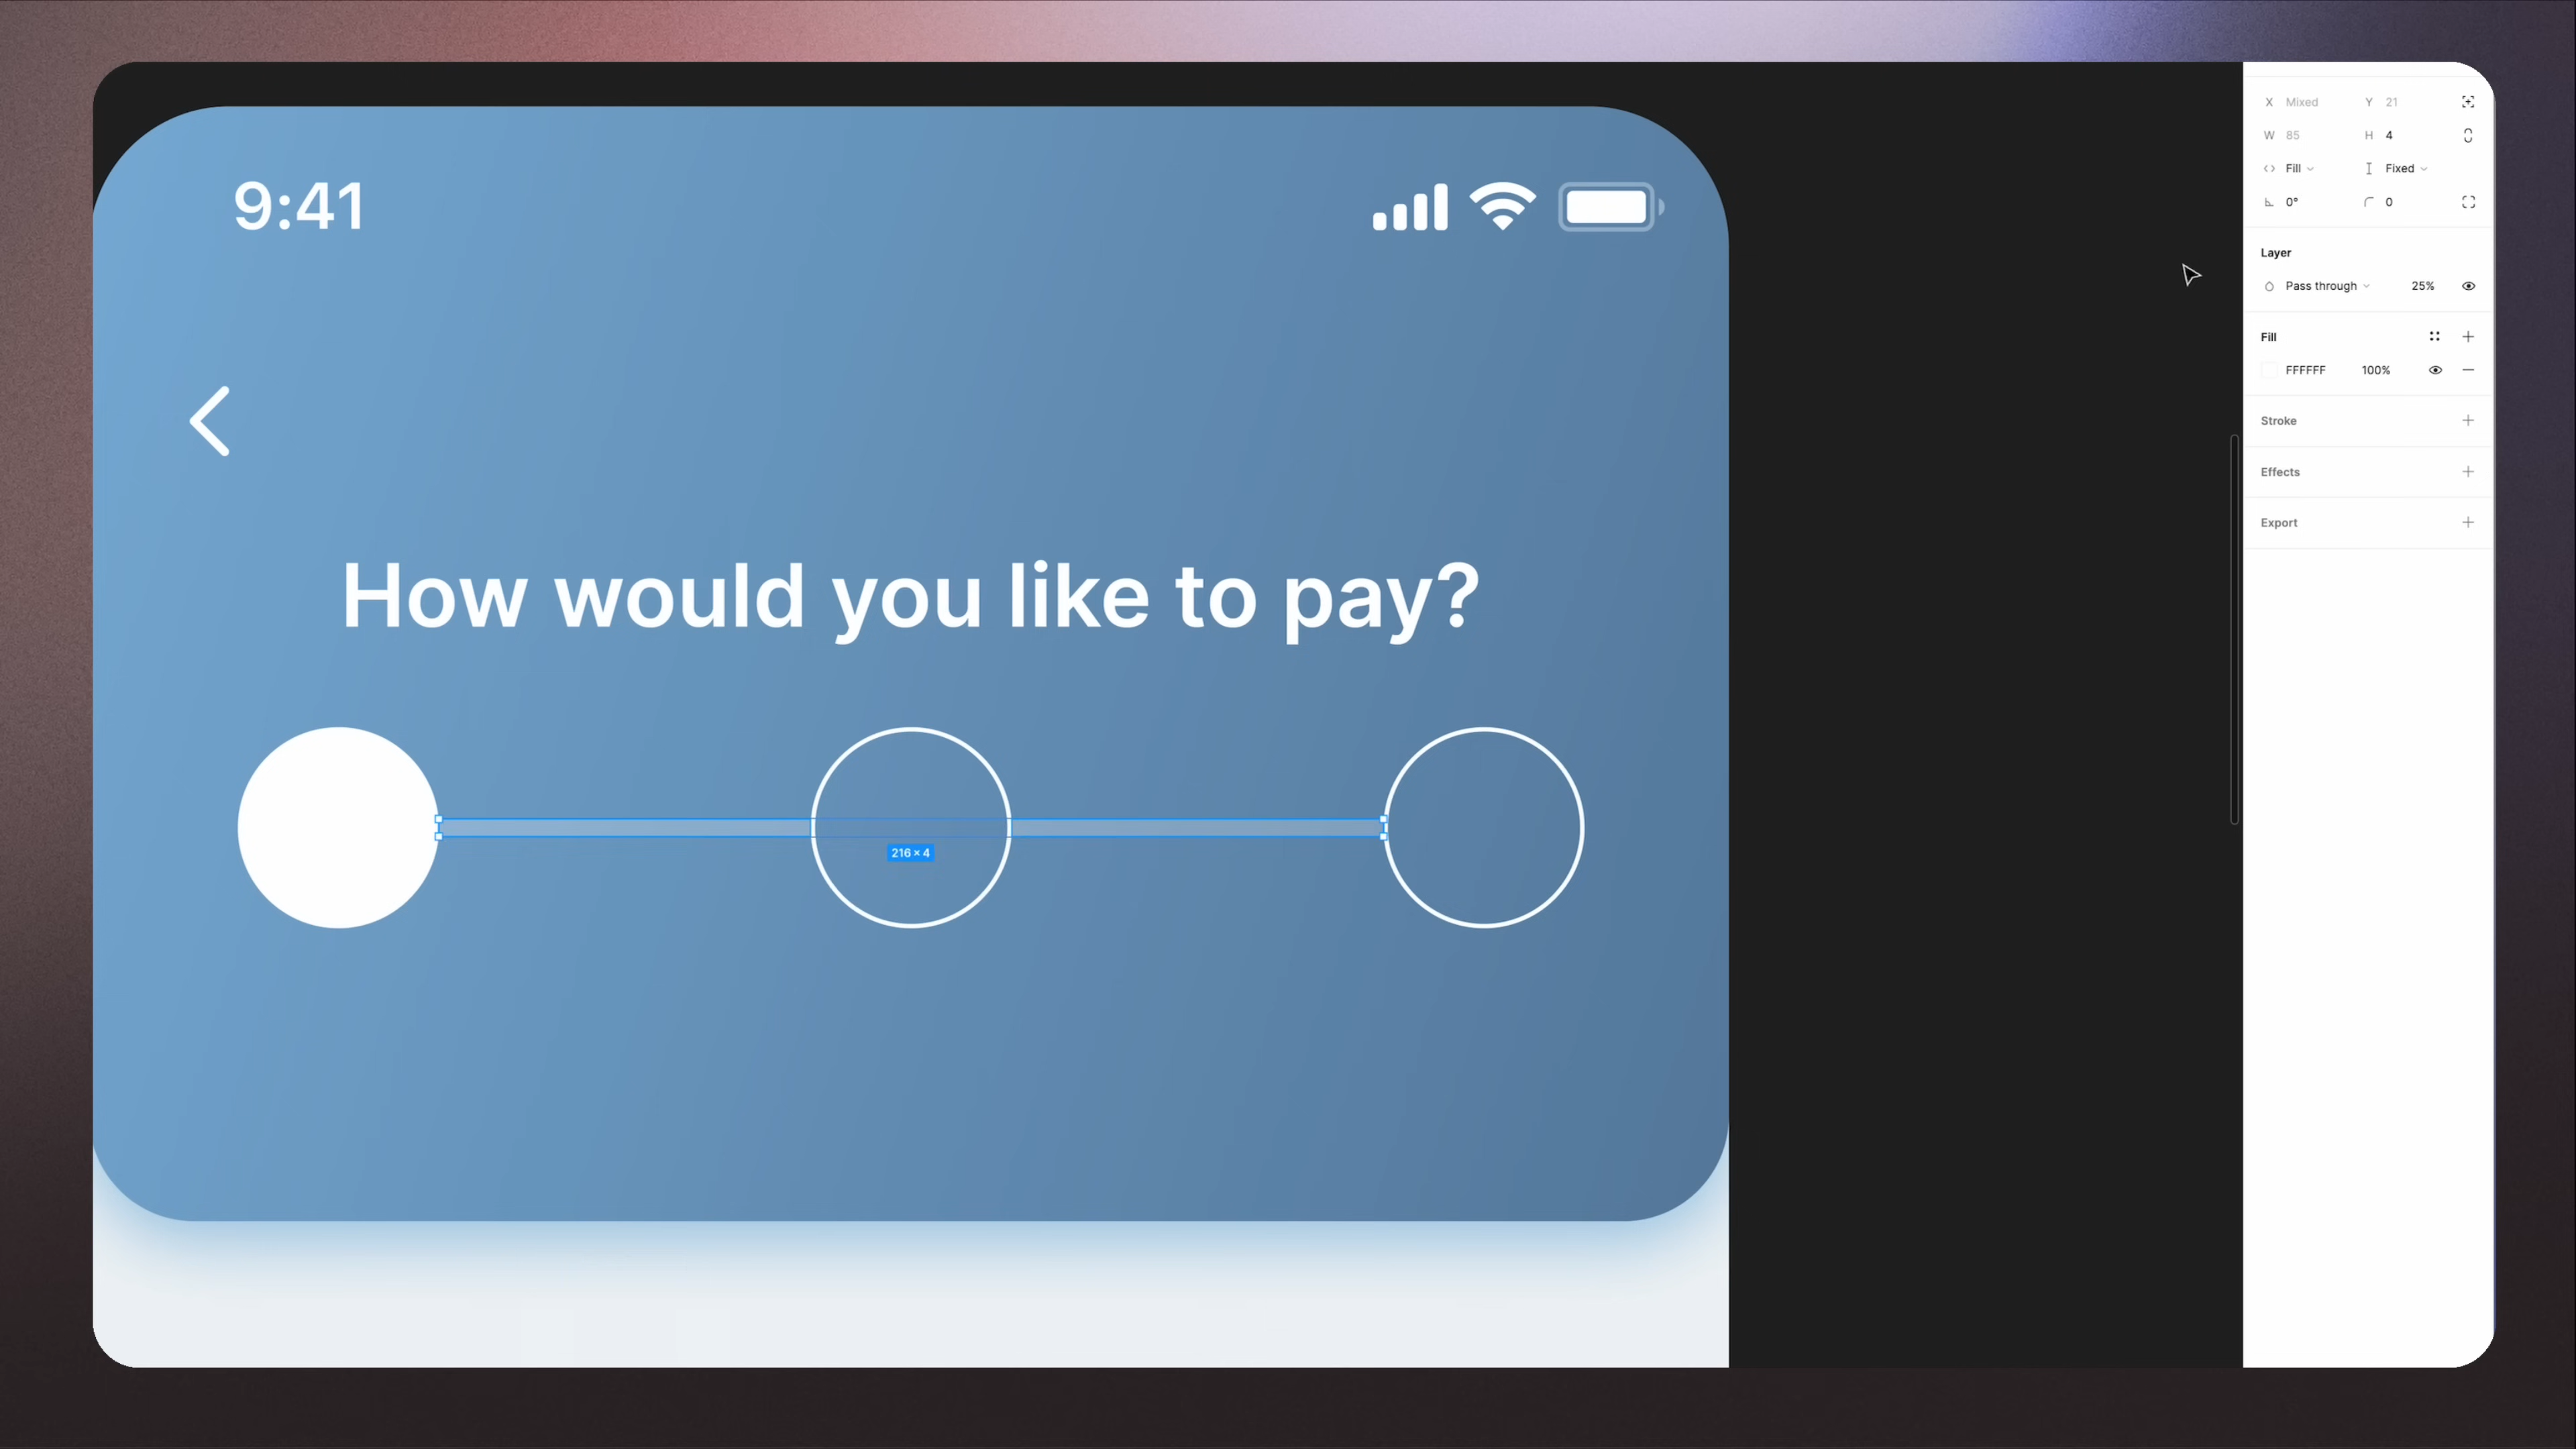 9:41
How would you like to pay?
216 × 4
X Mixed Y 21
W 85 H 4
Fill Fixed
0° 0
Layer
Pass through 25%
Fill
FFFFFF 100%
Stroke
Effects
Export